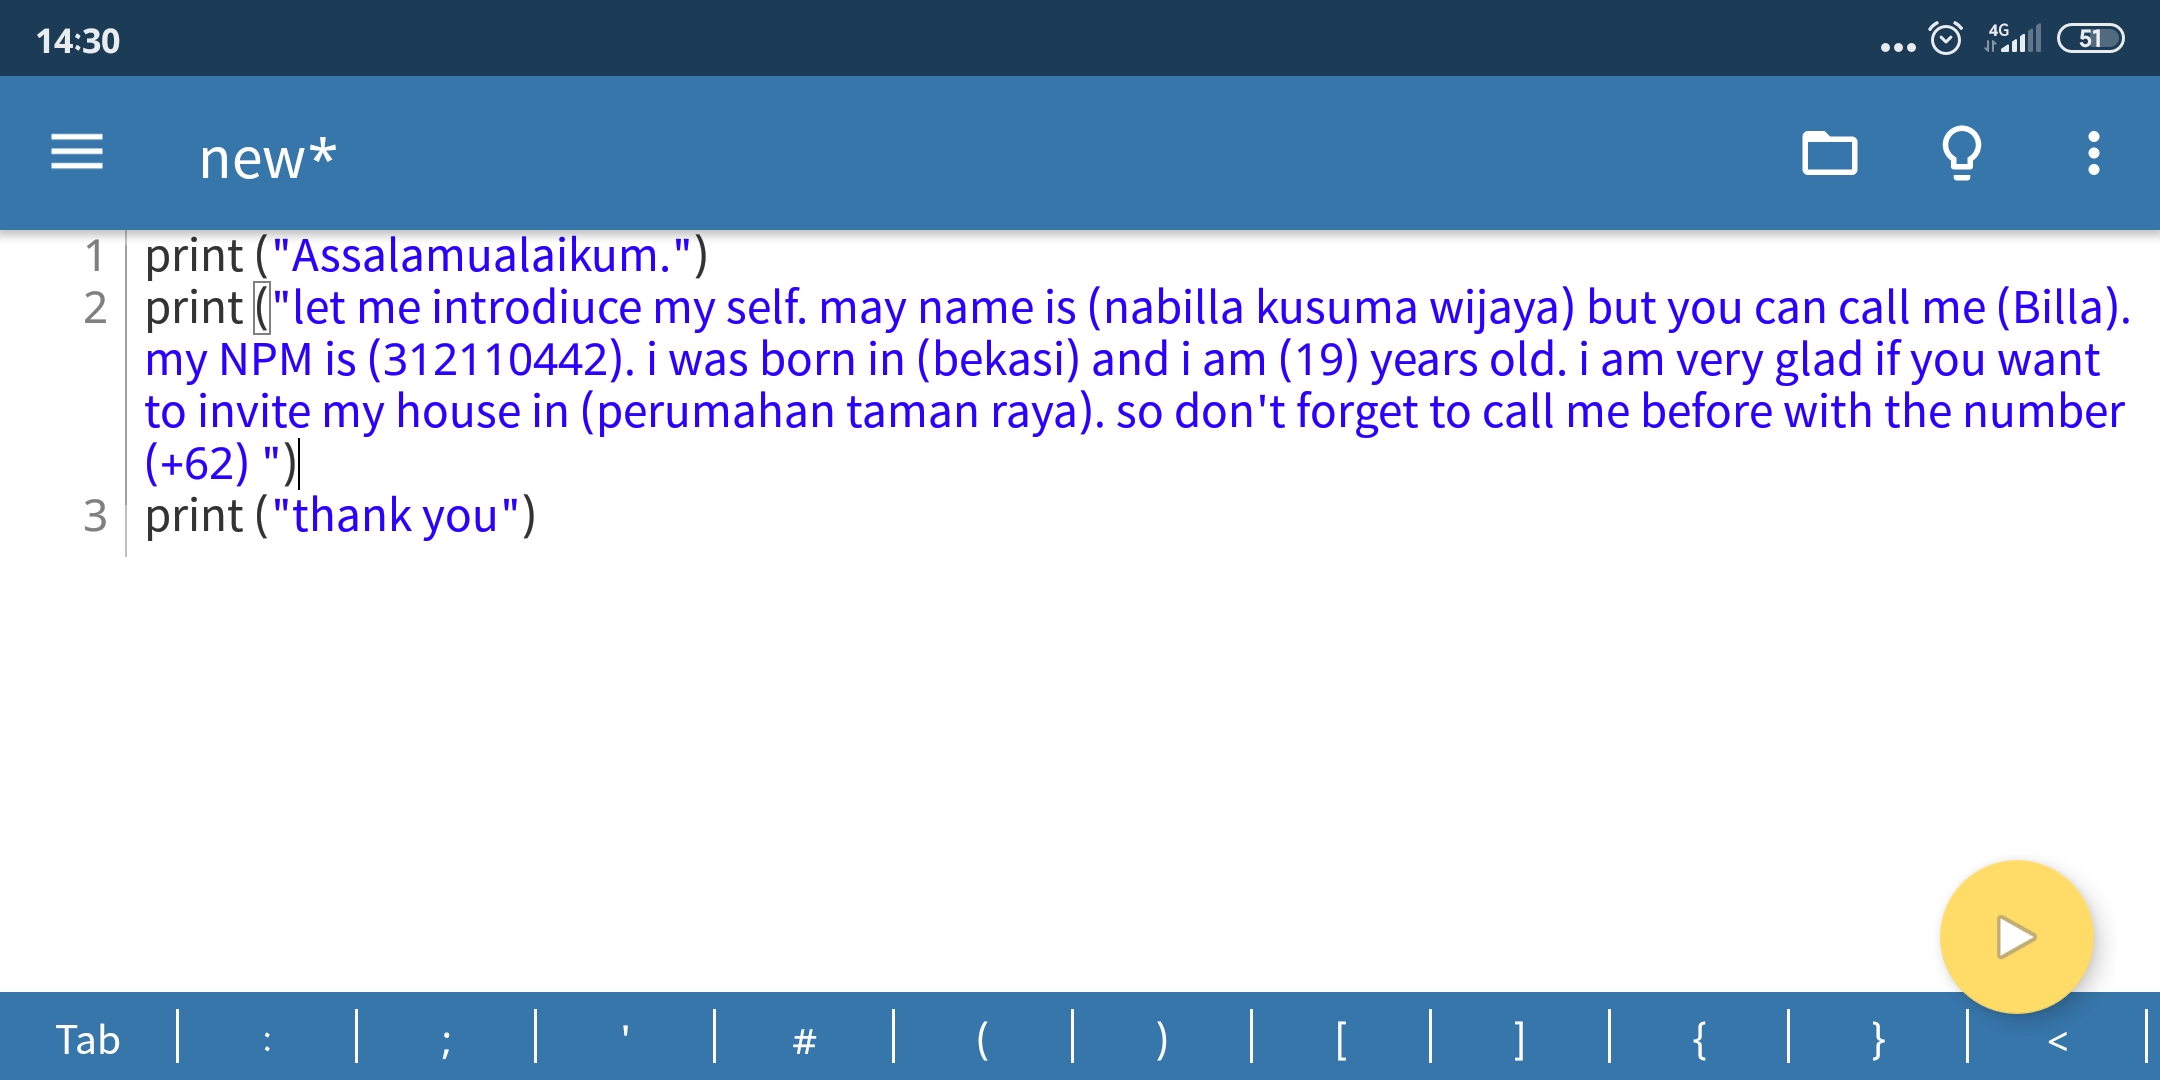 14:30
4G 51
new*
1 print ("Assalamualaikum.")
2 print ("let me introdiuce my self. may name is (nabilla kusuma wijaya) but you can call me (Billa).
my NPM is (312110442). i was born in (bekasi) and i am (19) years old. i am very glad if you want
to invite my house in (perumahan taman raya). so don't forget to call me before with the number
(+62) ")
3 print ("thank you")
Tab : ; ' # ( ) [ ] { } <